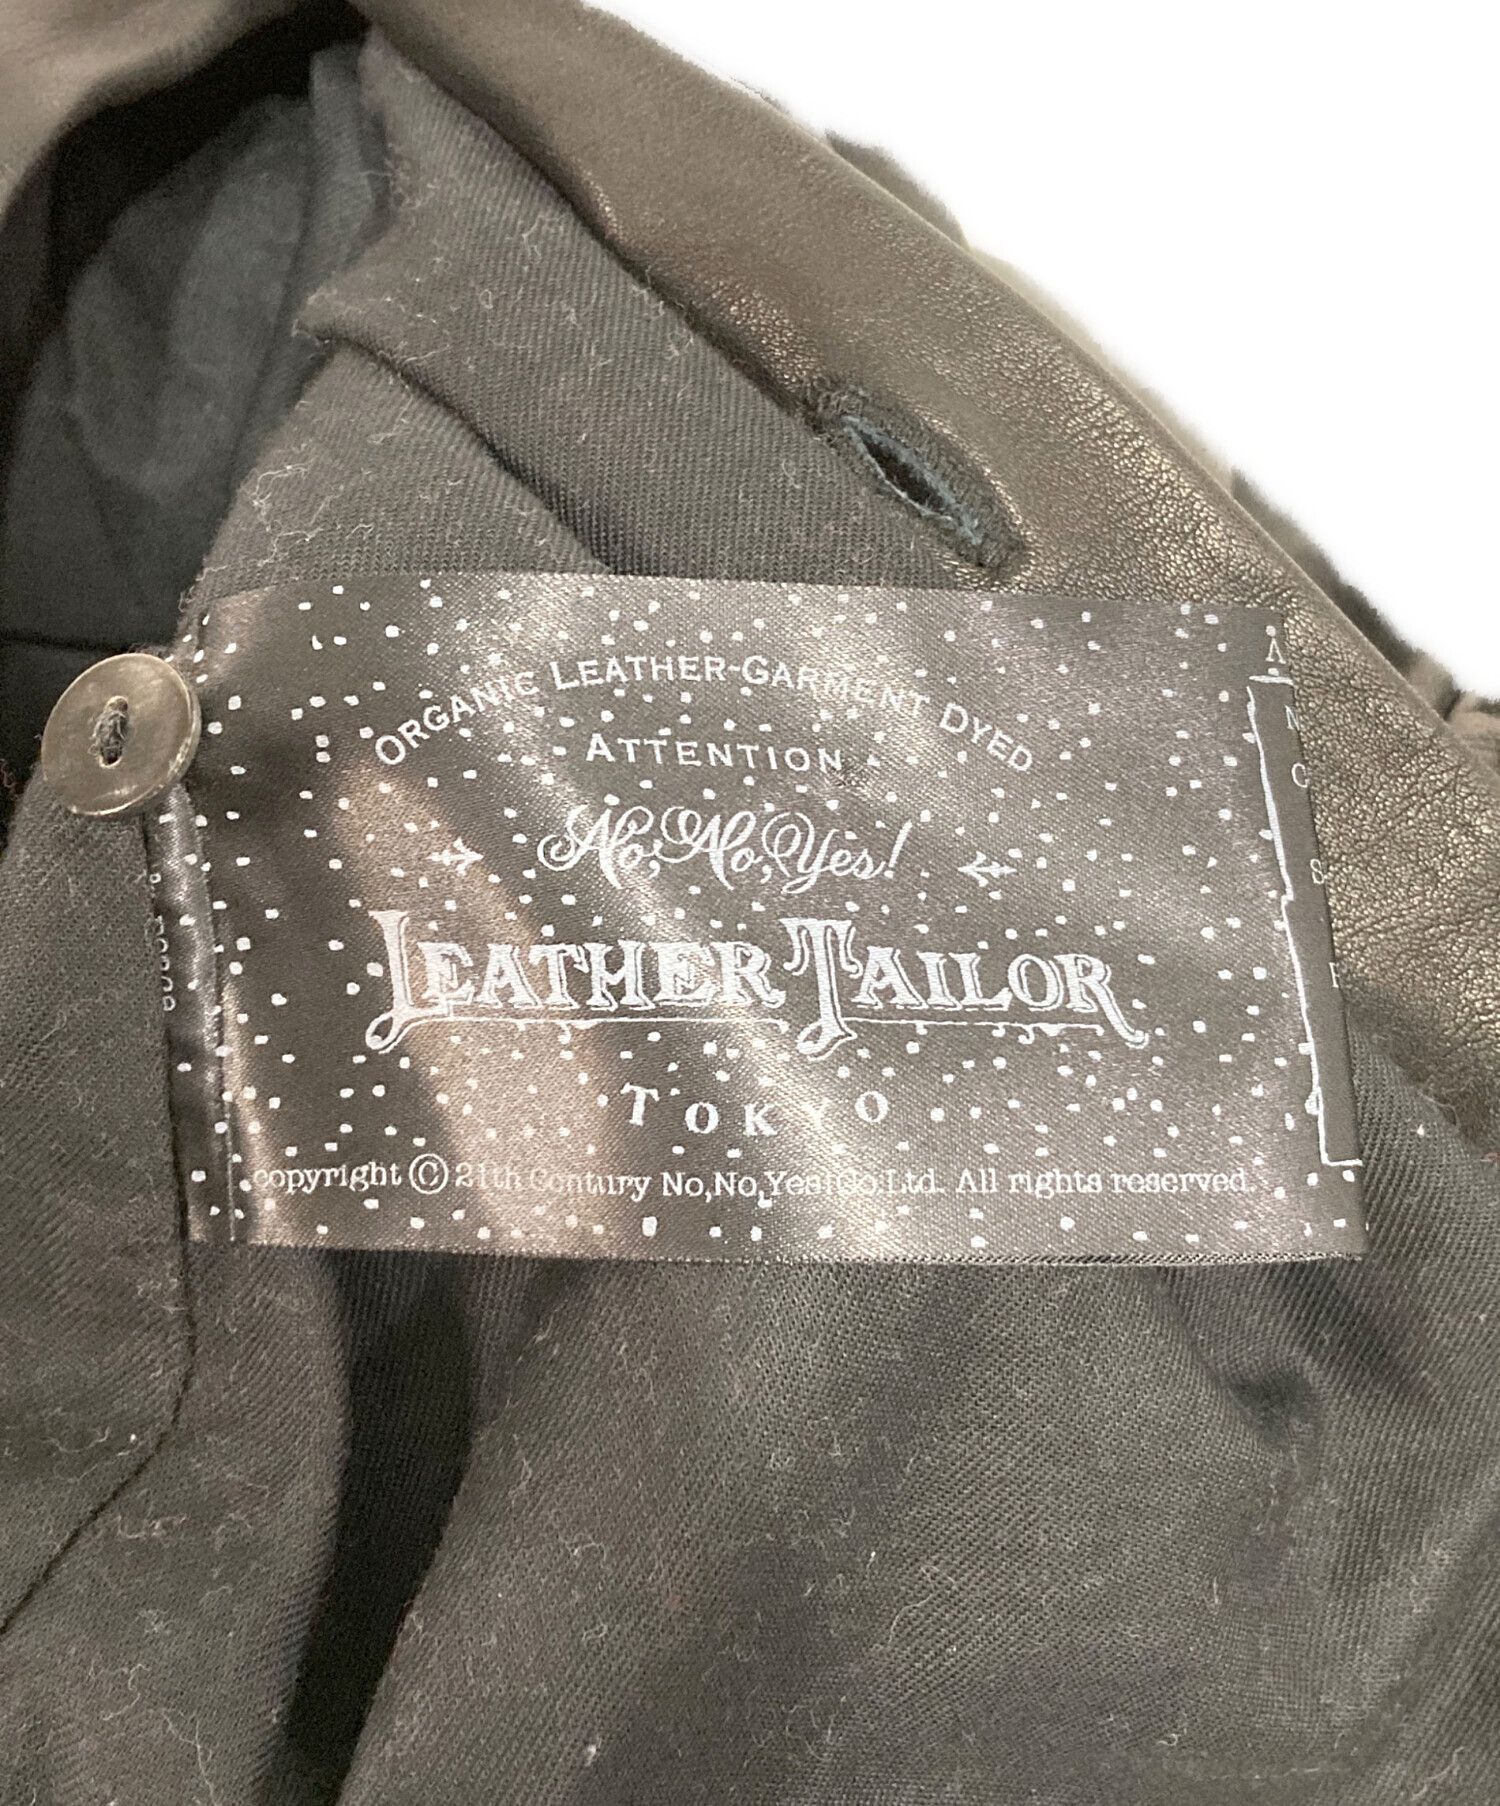 ORGANIC LEATHER-GARMENT DYED
ATTENTION
No, No, Yes!
LEATHER TAILOR
TOKYO
copyright © 21th Century No,No,Yes! Co.Ltd. All rights reserved.